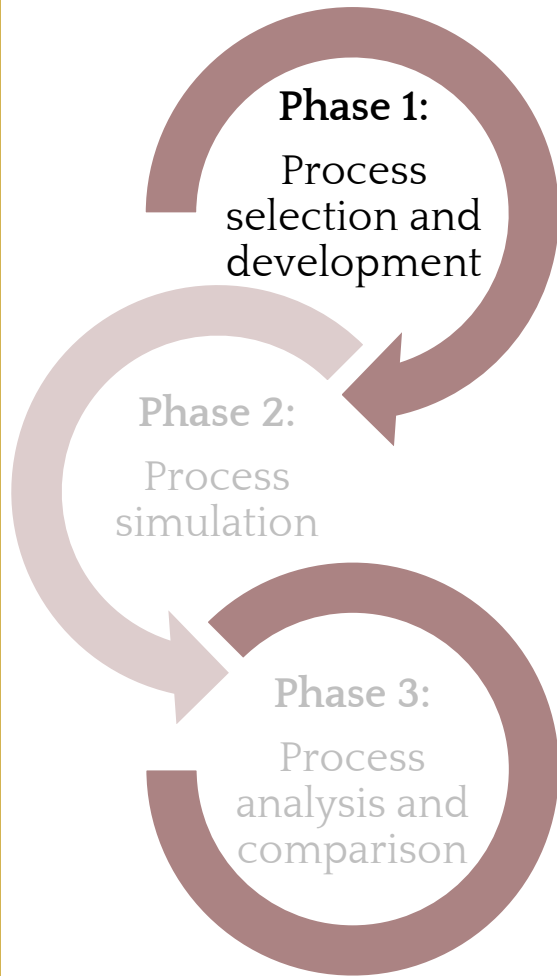 Phase 1:
Process
selection and
development
Phase 2:
Process
simulation
Phase 3:
Process
analysis and
comparison